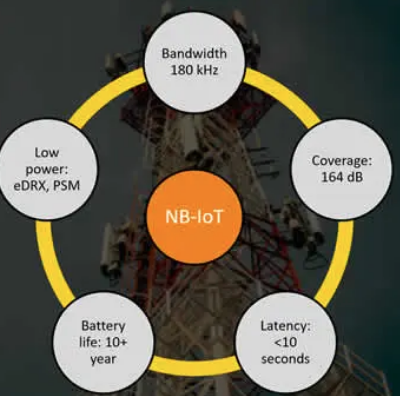 Bandwidth
180 kHz
Low
power:
eDRX, PSM
Coverage:
164 dB
NB-IoT
Battery
life: 10+
year
Latency:
<10
seconds